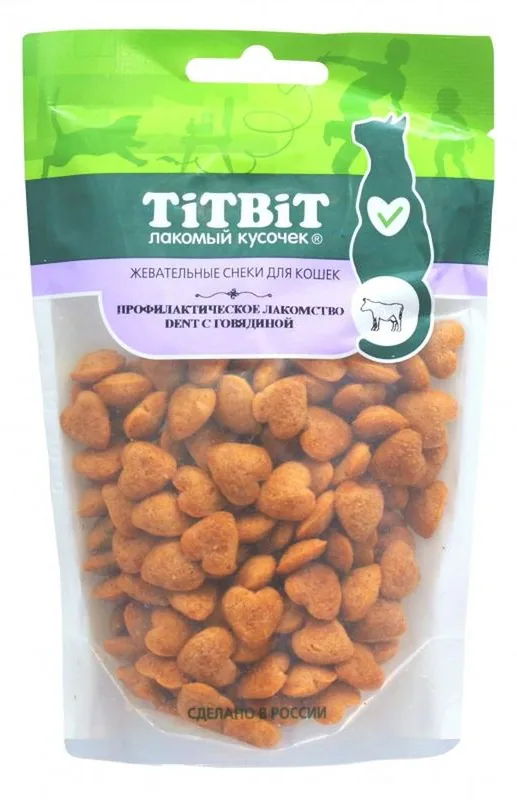 TiTBiT
лакомый кусочек®
ЖЕВАТЕЛЬНЫЕ СНЕКИ ДЛЯ КОШЕК
ПРОФИЛАКТИЧЕСКОЕ ЛАКОМСТВО
DENT С ГОВЯДИНОЙ
СДЕЛАНО В РОССИИ